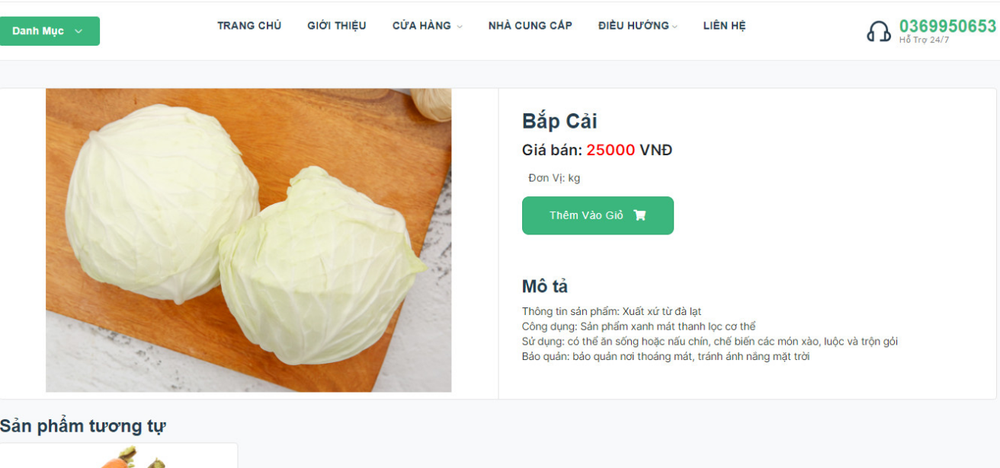 Danh Mục
TRANG CHỦ GIỚI THIỆU CỬA HÀNG NHÀ CUNG CẤP ĐIỀU HƯỚNG LIÊN HỆ
0369950653
Hỗ Trợ 24/7
Bắp Cải
Giá bán: 25000 VNĐ
Đơn Vị: kg
Thêm Vào Giỏ
Mô tả
Thông tin sản phẩm: Xuất xứ từ đà lạt
Công dụng: Sản phẩm xanh mát thanh lọc cơ thể
Sử dụng: có thể ăn sống hoặc nấu chín, chế biến các món xào, luộc và trộn gỏi
Bảo quản: bảo quản nơi thoáng mát, tránh ánh nắng mặt trời
Sản phẩm tương tự